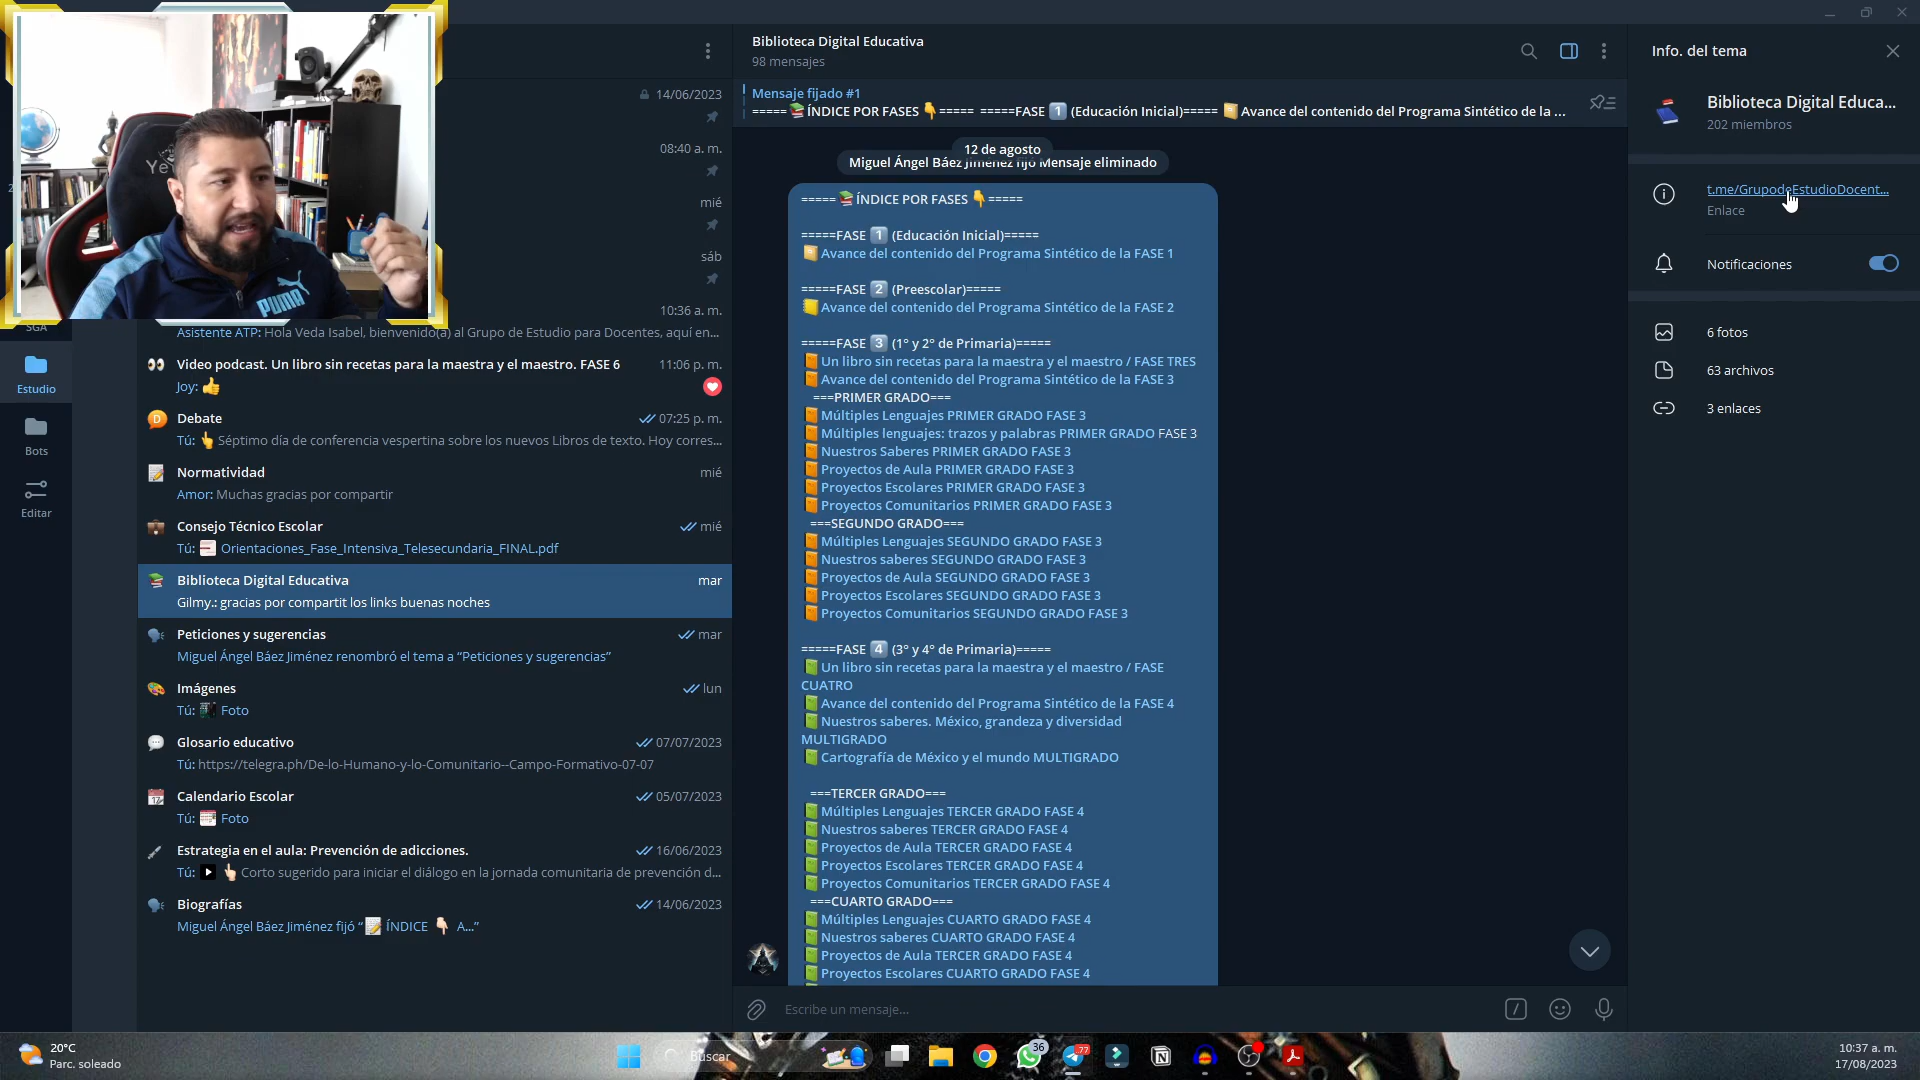 PUMA
SGA
Estudio
Bots
Editar
14/06/2023
08:40 a. m.
mié
sáb
10:36 a. m.
Asistente ATP: Hola Veda Isabel, bienvenido(a) al Grupo de Estudio para Docentes, aquí en...
Video podcast. Un libro sin recetas para la maestra y el maestro. FASE 6
11:06 p. m.
Joy: 👍
Debate
07:25 p. m.
Tú: 👆 Séptimo día de conferencia vespertina sobre los nuevos Libros de texto. Hoy corres...
Normatividad
mié
Amor: Muchas gracias por compartir
Consejo Técnico Escolar
mié
Tú: Orientaciones_Fase_Intensiva_Telesecundaria_FINAL.pdf
Biblioteca Digital Educativa
mar
Gilmy.: gracias por compartit los links buenas noches
Peticiones y sugerencias
mar
Miguel Ángel Báez Jiménez renombró el tema a “Peticiones y sugerencias”
Imágenes
lun
Tú: Foto
Glosario educativo
07/07/2023
Tú: https://telegra.ph/De-lo-Humano-y-lo-Comunitario--Campo-Formativo-07-07
Calendario Escolar
05/07/2023
Tú: Foto
Estrategia en el aula: Prevención de adicciones.
16/06/2023
Tú: ▶ 👆🏻 Corto sugerido para iniciar el diálogo en la jornada comunitaria de prevención d...
Biografías
14/06/2023
Miguel Ángel Báez Jiménez fijó “📝 ÍNDICE 👇🏻 A...”
Biblioteca Digital Educativa
98 mensajes
Mensaje fijado #1
===== 📚ÍNDICE POR FASES 👇===== =====FASE 1️⃣ (Educación Inicial)===== 📔Avance del contenido del Programa Sintético de la ...
12 de agosto
Miguel Ángel Báez Jiménez fijó Mensaje eliminado
===== 📚ÍNDICE POR FASES 👇=====
=====FASE 1️⃣ (Educación Inicial)=====
📔Avance del contenido del Programa Sintético de la FASE 1
=====FASE 2️⃣ (Preescolar)=====
📒Avance del contenido del Programa Sintético de la FASE 2
=====FASE 3️⃣ (1° y 2° de Primaria)=====
📙Un libro sin recetas para la maestra y el maestro / FASE TRES
📙Avance del contenido del Programa Sintético de la FASE 3
===PRIMER GRADO===
📙Múltiples Lenguajes PRIMER GRADO FASE 3
📙Múltiples lenguajes: trazos y palabras PRIMER GRADO FASE 3
📙Nuestros Saberes PRIMER GRADO FASE 3
📙Proyectos de Aula PRIMER GRADO FASE 3
📙Proyectos Escolares PRIMER GRADO FASE 3
📙Proyectos Comunitarios PRIMER GRADO FASE 3
===SEGUNDO GRADO===
📙Múltiples Lenguajes SEGUNDO GRADO FASE 3
📙Nuestros saberes SEGUNDO GRADO FASE 3
📙Proyectos de Aula SEGUNDO GRADO FASE 3
📙Proyectos Escolares SEGUNDO GRADO FASE 3
📙Proyectos Comunitarios SEGUNDO GRADO FASE 3
=====FASE 4️⃣ (3° y 4° de Primaria)=====
📗Un libro sin recetas para la maestra y el maestro / FASE
CUATRO
📗Avance del contenido del Programa Sintético de la FASE 4
📗Nuestros saberes. México, grandeza y diversidad
MULTIGRADO
📗Cartografía de México y el mundo MULTIGRADO
===TERCER GRADO===
📗Múltiples Lenguajes TERCER GRADO FASE 4
📗Nuestros saberes TERCER GRADO FASE 4
📗Proyectos de Aula TERCER GRADO FASE 4
📗Proyectos Escolares TERCER GRADO FASE 4
📗Proyectos Comunitarios TERCER GRADO FASE 4
===CUARTO GRADO===
📗Múltiples Lenguajes CUARTO GRADO FASE 4
📗Nuestros saberes CUARTO GRADO FASE 4
📗Proyectos de Aula TERCER GRADO FASE 4
📗Proyectos Escolares CUARTO GRADO FASE 4
Escribe un mensaje...
Info. del tema
Biblioteca Digital Educa...
202 miembros
t.me/GrupodeEstudioDocent...
Enlace
Notificaciones
6 fotos
63 archivos
3 enlaces
20°C
Parc. soleado
Buscar
36
77
10:37 a. m.
17/08/2023